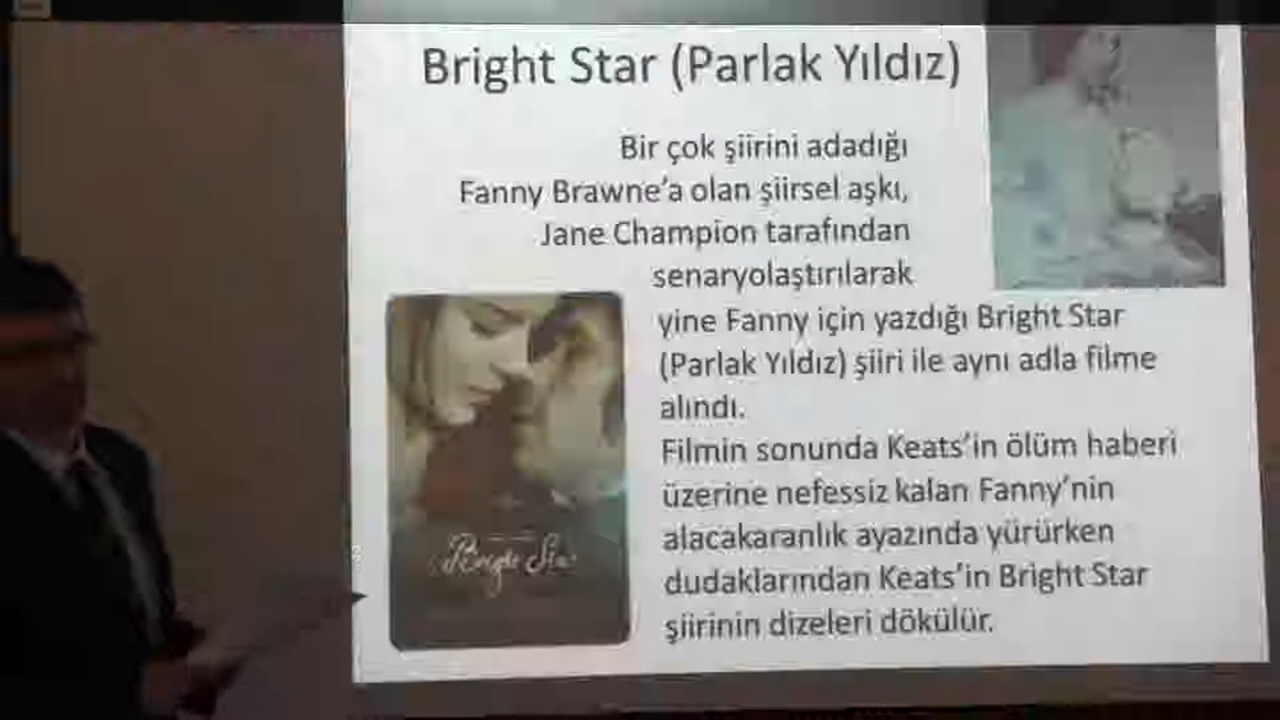 Bright Star (Parlak Yıldız)
Bir çok şiirini adadığı
Fanny Brawne'a olan şiirsel aşkı,
Jane Champion tarafından
senaryolaştırılarak
yine Fanny için yazdığı Bright Star
(Parlak Yıldız) şiiri ile aynı adla filme
alındı.
Filmin sonunda Keats'in ölüm haberi
üzerine nefessiz kalan Fanny'nin
alacakaranlık ayazında yürürken
dudaklarından Keats'in Bright Star
şiirinin dizeleri dökülür.
Bright Star